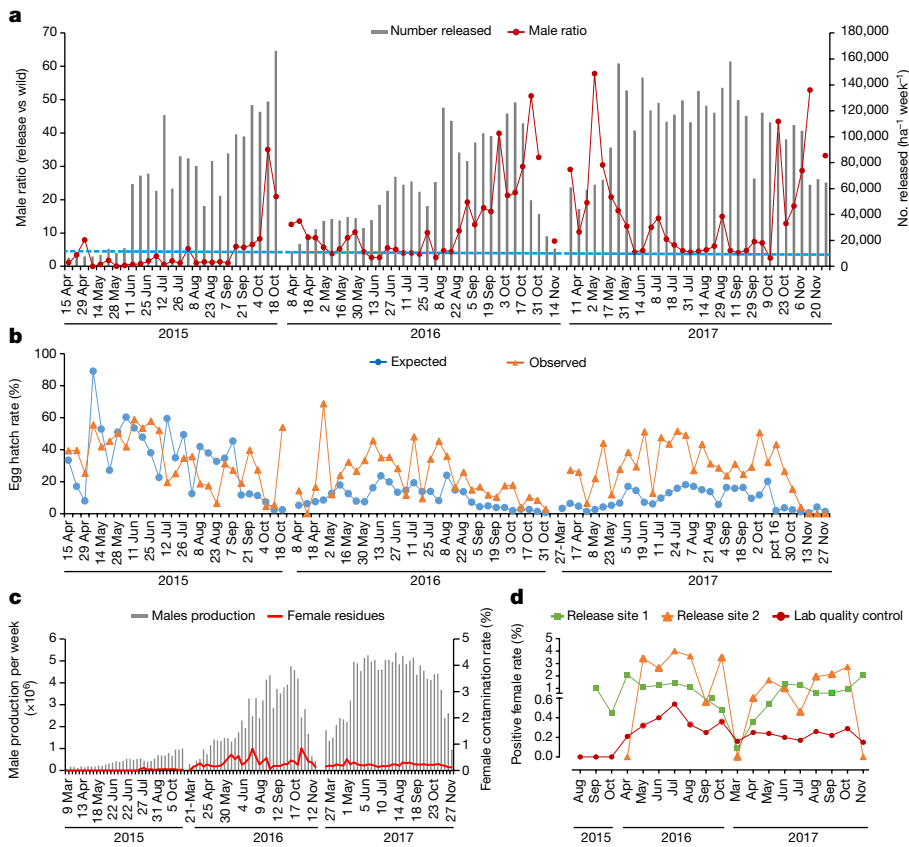 a
Number released
Male ratio
Male ratio (release vs wild)
70
60
50
40
30
20
10
0
180,000
160,000
140,000
120,000
100,000
80,000
60,000
40,000
20,000
0
No. released (ha⁻¹ week⁻¹)
15 Apr
29 Apr
14 May
28 May
11 Jun
25 Jun
12 Jul
26 Jul
8 Aug
23 Aug
7 Sep
21 Sep
4 Oct
18 Oct
8 Apr
18 Apr
2 May
16 May
30 May
13 Jun
27 Jun
11 Jul
25 Jul
8 Aug
22 Aug
5 Sep
19 Sep
3 Oct
17 Oct
31 Oct
14 Nov
11 Apr
2 May
17 May
31 May
14 Jun
8 Jul
18 Jul
31 Jul
14 Aug
29 Aug
11 Sep
29 Sep
9 Oct
23 Oct
6 Nov
20 Nov
2015
2016
2017
b
Expected
Observed
Egg hatch rate (%)
100
80
60
40
20
0
15 Apr
29 Apr
14 May
28 May
11 Jun
25 Jun
12 Jul
26 Jul
8 Aug
23 Aug
7 Sep
21 Sep
4 Oct
18 Oct
8 Apr
18 Apr
2 May
16 May
30 May
13 Jun
27 Jun
11 Jul
25 Jul
8 Aug
22 Aug
5 Sep
19 Sep
3 Oct
17 Oct
31 Oct
27-Mar
17 Apr
8 May
23 May
5 Jun
19 Jun
11 Jul
24 Jul
7 Aug
21 Aug
4 Sep
18 Sep
2 Oct
pct 16
30 Oct
13 Nov
27 Nov
2015
2016
2017
c
Males production
Female residues
Male production per week
(×10⁶)
6
5
4
3
2
1
0
5
4
3
2
1
0
Female contamination rate (%)
9 Mar
13 Apr
18 May
22 Jun
22 Jun
27 Jul
31 Aug
5 Oct
21-Mar
25 Apr
30 May
4 Jun
9 Aug
8 Sep
17 Oct
12 Nov
27 Mar
1 May
5 Jun
10 Jul
14 Aug
18 Sep
23 Oct
27 Nov
2015
2016
2017
d
Release site 1
Release site 2
Lab quality control
Positive female rate (%)
5
4
3
2
1
0.6
0.4
0.2
0.0
Aug
Sep
Oct
Apr
May
Jun
Jul
Aug
Sep
Oct
Mar
Apr
May
Jun
Jul
Aug
Sep
Oct
Nov
2015
2016
2017